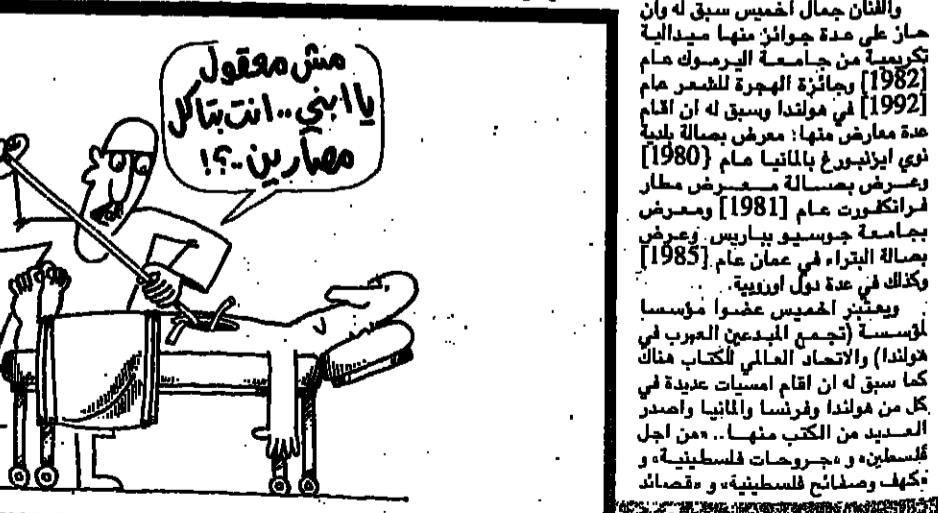 مش معقول
يا ابني.. انت بتاكل
مصارين..؟!
والفنان جمال اخميس سبق له وان
حاز على عدة جوائز منها ميدالية
تكريمية من جامعة اليرموك عام
[1982] وجائزة الهجرة للشعر عام
[1992] في هولندا وسبق له ان اقام
عدة معارض منها: معرض بصالة بلدية
نوي ايزنبورغ بالمانيا عام {1980]
وعرض بصالة معرض مطار
فرانكفورت عام [1981] ومعرض
بجامعة جوسيو بباريس وعرض
بصالة البتراء في عمان عام [1985]
وكذلك في عدة دول اوروبية.
ويعتبر اخميس عضوا مؤسسا
لمؤسسة (تجمع المبدعين العرب في
هولندا) والاتحاد العالمي للكتاب هناك
كما سبق له ان اقام امسيات عديدة في
كل من هولندا وفرنسا والمانيا واصدر
العديد من الكتب منها.. «من اجل
فلسطين» و «جروحات فلسطينية» و
«كهف وصفائح فلسطينية» و «قصائد